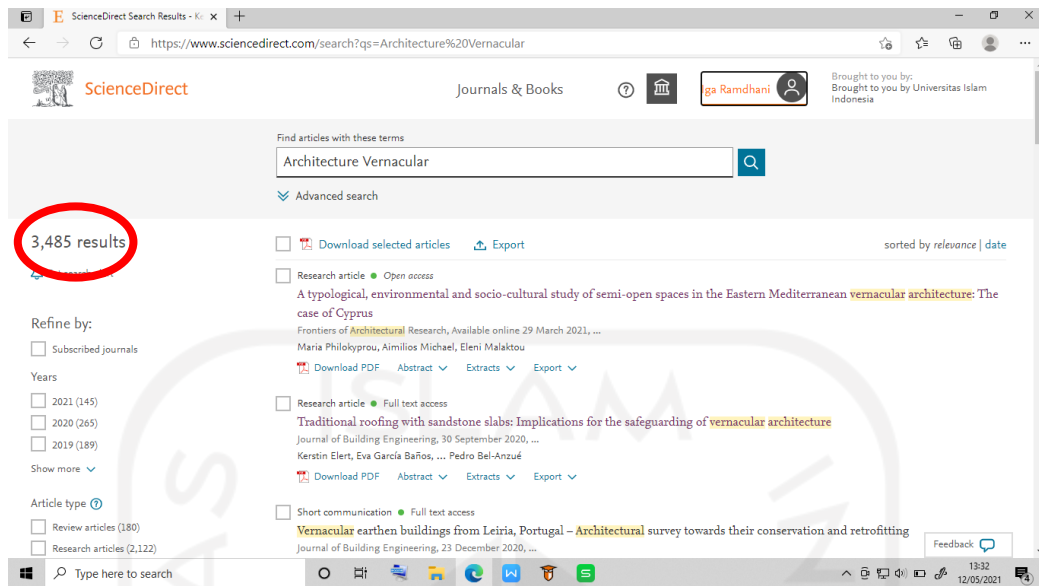 ScienceDirect Search Results - Ke
https://www.sciencedirect.com/search?qs=Architecture%20Vernacular
ScienceDirect
Journals & Books
Iga Ramdhani
Brought to you by:
Brought to you by Universitas Islam
Indonesia
Find articles with these terms
Architecture Vernacular
Advanced search
3,485 results
Download selected articles
Export
sorted by relevance | date
Refine by:
Subscribed journals
Years
2021 (145)
2020 (265)
2019 (189)
Show more
Article type
Review articles (180)
Research articles (2,122)
Research article Open access
A typological, environmental and socio-cultural study of semi-open spaces in the Eastern Mediterranean vernacular architecture: The
case of Cyprus
Frontiers of Architectural Research, Available online 29 March 2021, ...
Maria Philokyprou, Aimilios Michael, Eleni Malaktou
Download PDF Abstract Extracts Export
Research article Full text access
Traditional roofing with sandstone slabs: Implications for the safeguarding of vernacular architecture
Journal of Building Engineering, 30 September 2020, ...
Kerstin Elert, Eva García Baños, ... Pedro Bel-Anzué
Download PDF Abstract Extracts Export
Short communication Full text access
Vernacular earthen buildings from Leiria, Portugal – Architectural survey towards their conservation and retrofitting
Journal of Building Engineering, 23 December 2020, ...
Feedback
Type here to search
13:32
12/05/2021
ISLAM